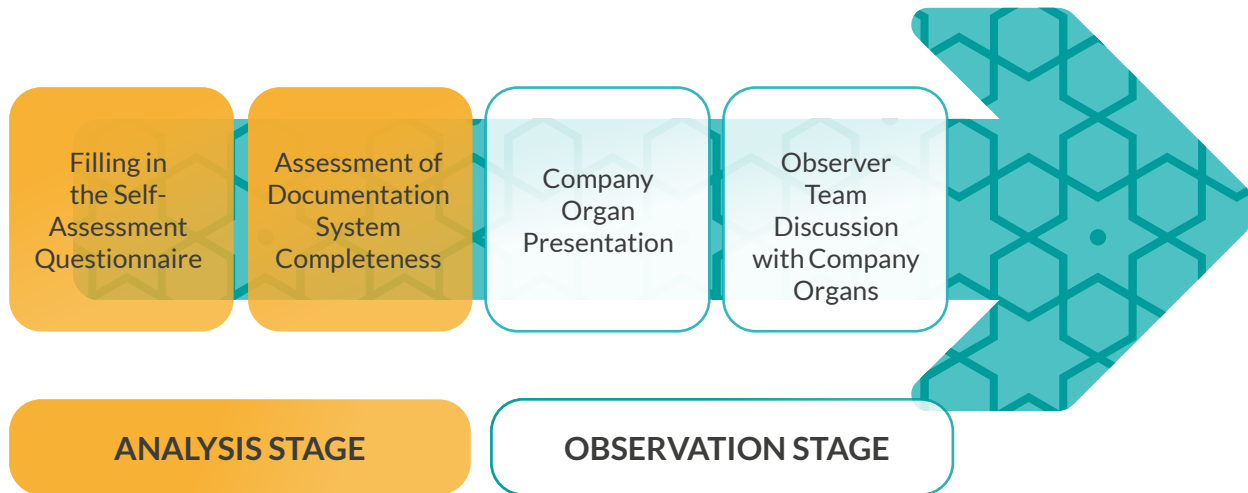 Filling in
the Self-
Assessment
Questionnaire
Assessment of
Documentation
System
Completeness
Company
Organ
Presentation
Observer
Team
Discussion
with Company
Organs
ANALYSIS STAGE
OBSERVATION STAGE